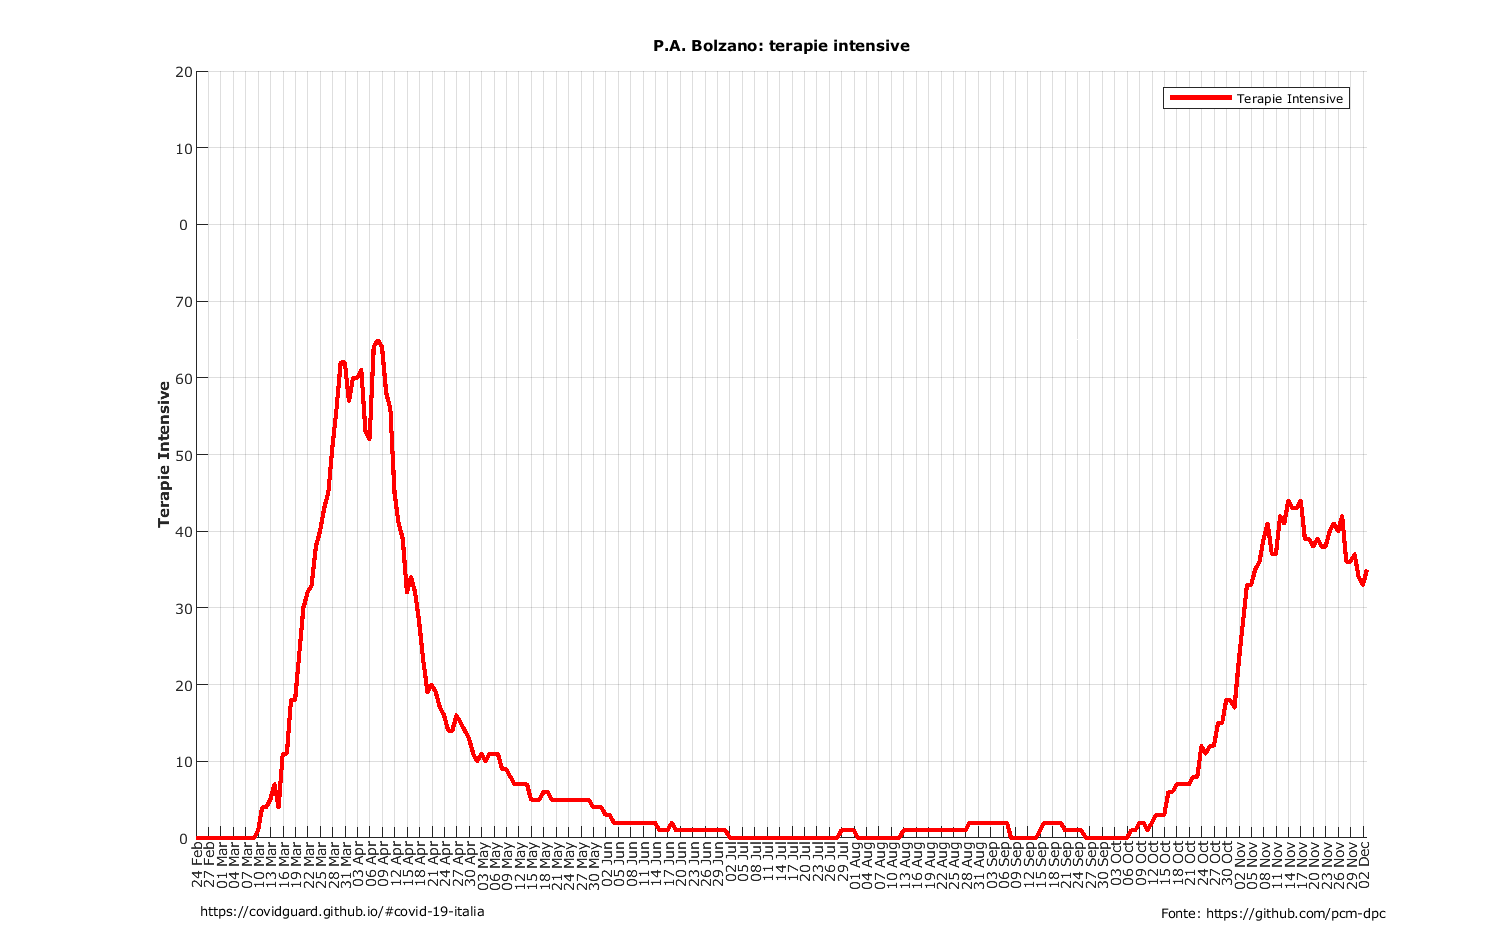 P.A. Bolzano: terapie intensive
Terapie Intensive
20
10
0
70
60
50
40
30
20
10
0
Terapie Intensive
24 Feb
27 Feb
01 Mar
04 Mar
07 Mar
10 Mar
13 Mar
16 Mar
19 Mar
22 Mar
25 Mar
28 Mar
31 Mar
03 Apr
06 Apr
09 Apr
12 Apr
15 Apr
18 Apr
21 Apr
24 Apr
27 Apr
30 Apr
03 May
06 May
09 May
12 May
15 May
18 May
21 May
24 May
27 May
30 May
02 Jun
05 Jun
08 Jun
11 Jun
14 Jun
17 Jun
20 Jun
23 Jun
26 Jun
29 Jun
02 Jul
05 Jul
08 Jul
11 Jul
14 Jul
17 Jul
20 Jul
23 Jul
26 Jul
29 Jul
01 Aug
04 Aug
07 Aug
10 Aug
13 Aug
16 Aug
19 Aug
22 Aug
25 Aug
28 Aug
31 Aug
03 Sep
06 Sep
09 Sep
12 Sep
15 Sep
18 Sep
21 Sep
24 Sep
27 Sep
30 Sep
03 Oct
06 Oct
09 Oct
12 Oct
15 Oct
18 Oct
21 Oct
24 Oct
27 Oct
30 Oct
02 Nov
05 Nov
08 Nov
11 Nov
14 Nov
17 Nov
20 Nov
23 Nov
26 Nov
29 Nov
02 Dec
https://covidguard.github.io/#covid-19-italia
Fonte: https://github.com/pcm-dpc